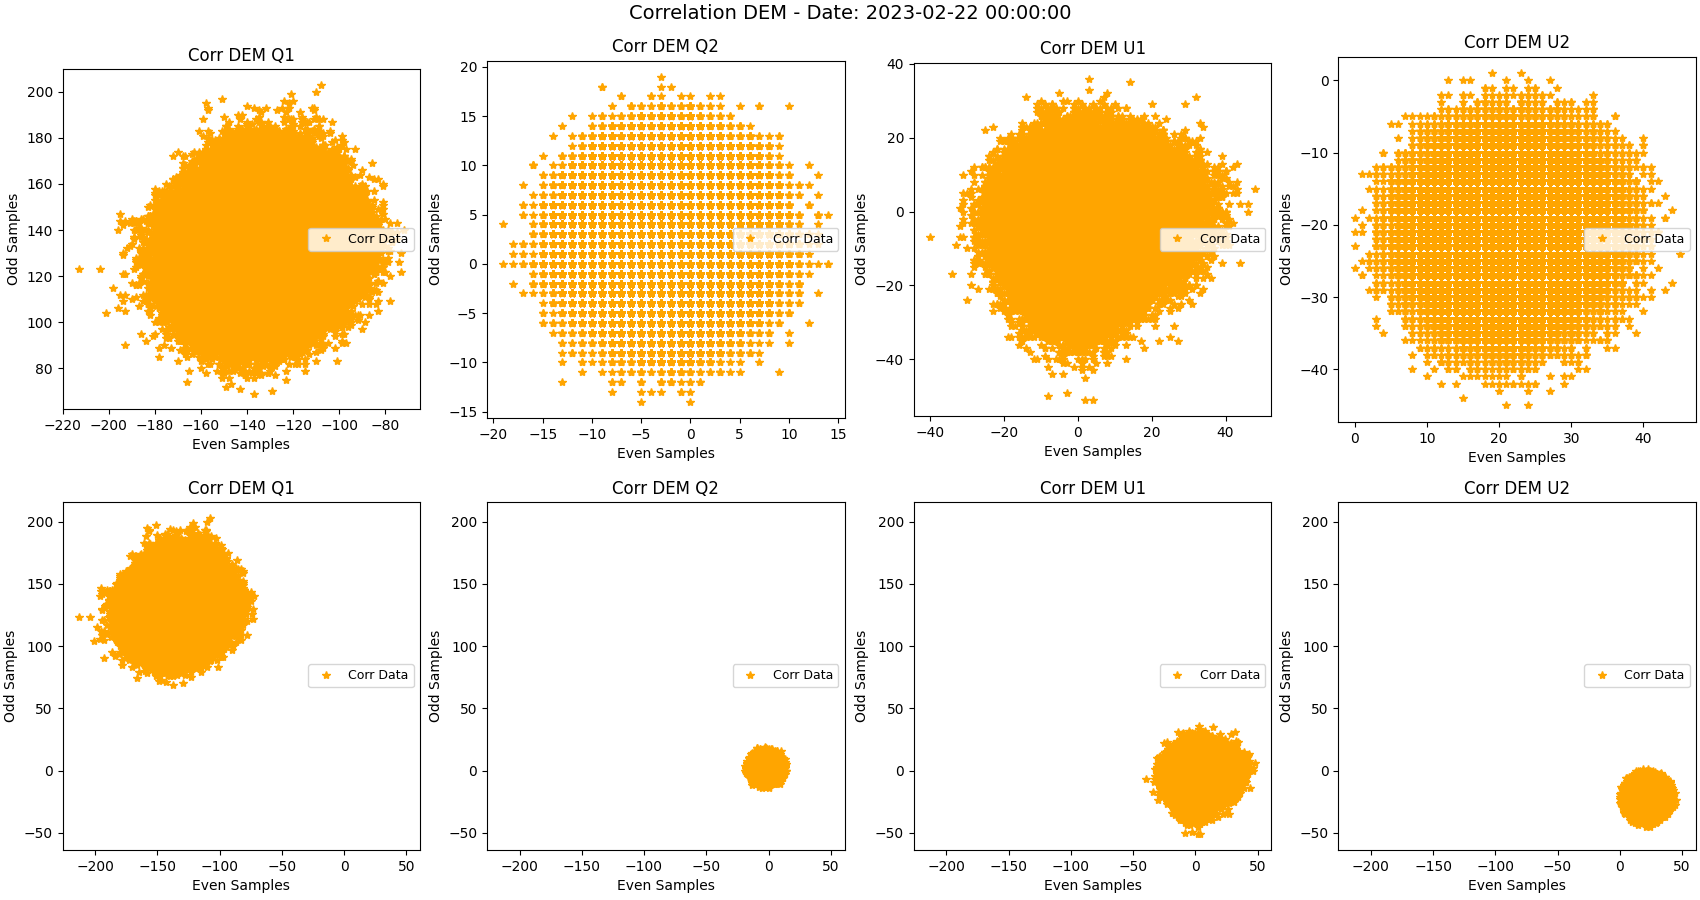 Correlation DEM - Date: 2023-02-22 00:00:00
Corr DEM Q1
Odd Samples
200
180
160
140
120
100
80
−220 −200 −180 −160 −140 −120 −100 −80
Even Samples
Corr Data
Corr DEM Q2
Odd Samples
20
15
10
5
0
−5
−10
−15
−20 −15 −10 −5 0 5 10 15
Even Samples
Corr Data
Corr DEM U1
Odd Samples
40
20
0
−20
−40
−40 −20 0 20 40
Even Samples
Corr Data
Corr DEM U2
Odd Samples
0
−10
−20
−30
−40
0 10 20 30 40
Even Samples
Corr Data
Corr DEM Q1
Odd Samples
200
150
100
50
0
−50
−200 −150 −100 −50 0 50
Even Samples
Corr Data
Corr DEM Q2
Odd Samples
200
150
100
50
0
−50
−200 −150 −100 −50 0 50
Even Samples
Corr Data
Corr DEM U1
Odd Samples
200
150
100
50
0
−50
−200 −150 −100 −50 0 50
Even Samples
Corr Data
Corr DEM U2
Odd Samples
200
150
100
50
0
−50
−200 −150 −100 −50 0 50
Even Samples
Corr Data